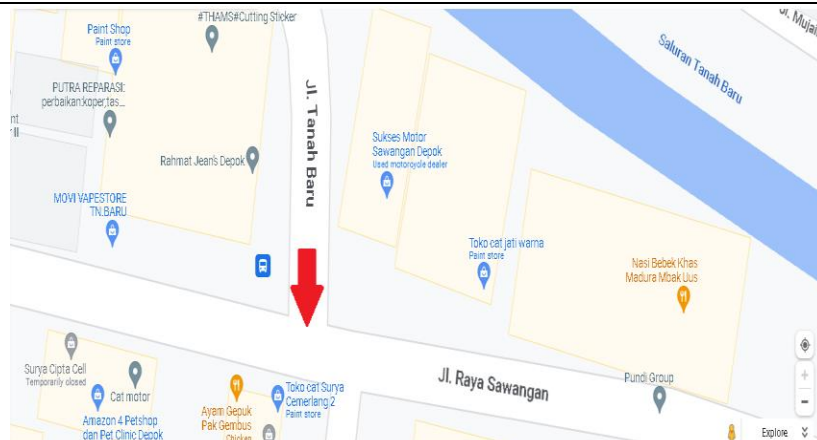 #THAMS#Cutting Sticker
Paint Shop
Paint store
PUTRA REPARASI:
perbaikan:koper,tas...
Rahmat Jean's Depok
MOVI VAPESTORE
TN.BARU
Jl. Tanah Baru
Saluran Tanah Baru
Sukses Motor
Sawangan Depok
Used motorcycle dealer
Toko cat jati warna
Paint store
Nasi Bebek Khas
Madura Mbak Uus
Surya Cipta Cell
Temporarily closed
Cat motor
Amazon 4 Petshop
dan Pet Clinic Depok
Ayam Gepuk
Pak Gembus
Chicken
Toko cat Surya
Cemerlang 2
Paint store
Jl. Raya Sawangan
Pundi Group
Explore